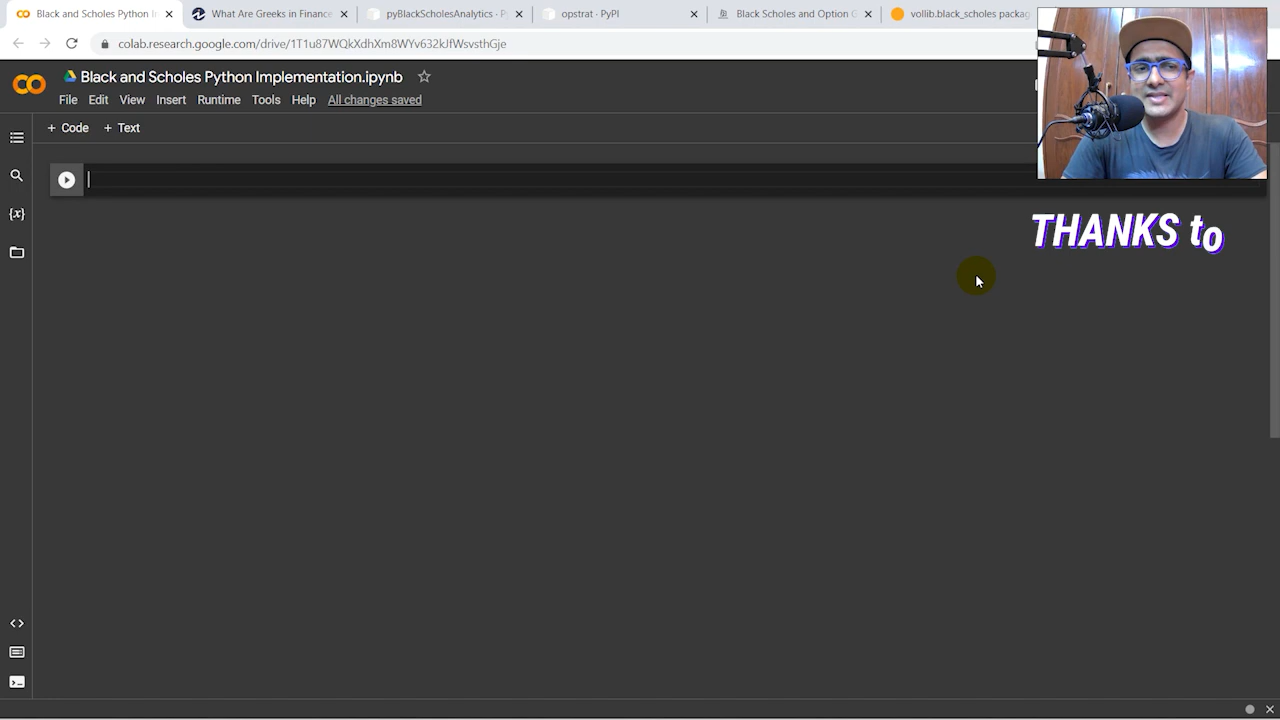 Black and Scholes Python I
What Are Greeks in Finance
pyBlackScholesAnalytics · P
opstrat · PyPI
Black Scholes and Option G
vollib.black_scholes packag
colab.research.google.com/drive/
Black and Scholes Python Implementation.ipynb
File Edit View Insert Runtime Tools Help All changes saved
+ Code + Text
THANKS to
{x}
<>